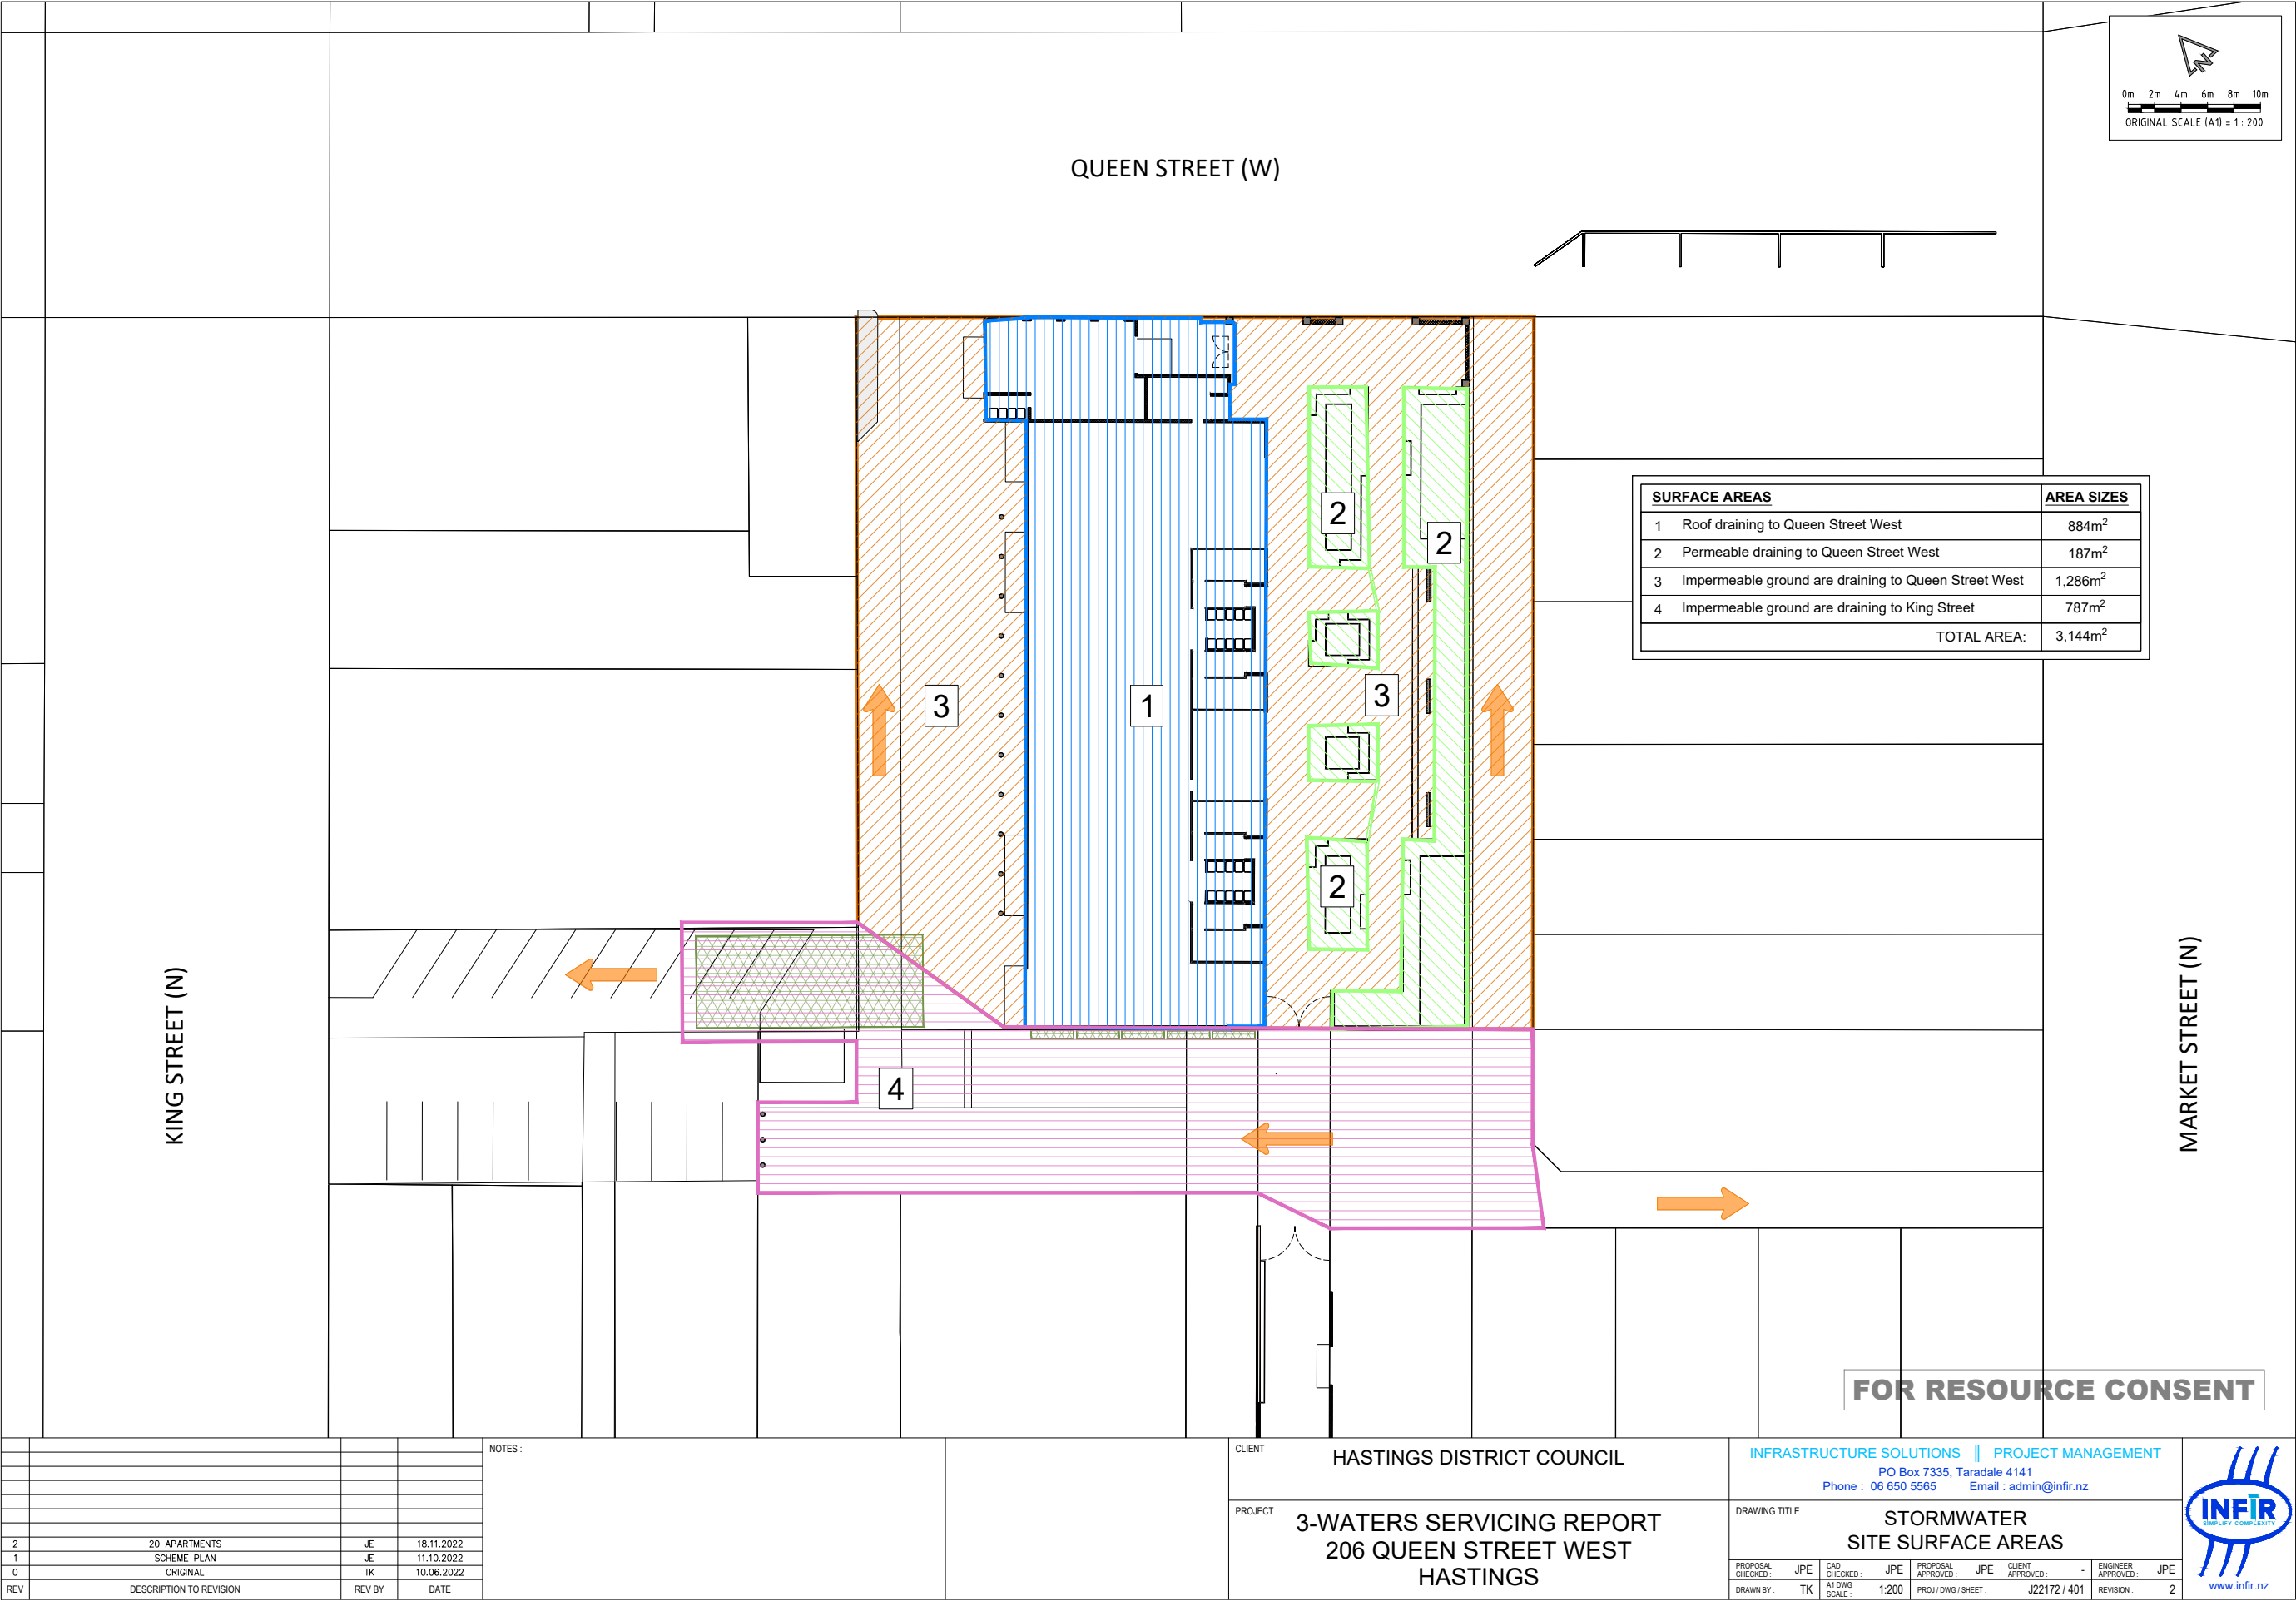 0m 2m 4m 6m 8m 10m
N
ORIGINAL SCALE (A1) = 1 : 200
QUEEN STREET (W)
KING STREET (N)
MARKET STREET (N)
3
1
2
2
3
2
4
SURFACE AREAS AREA SIZES
1 Roof draining to Queen Street West 884m²
2 Permeable draining to Queen Street West 187m²
3 Impermeable ground are draining to Queen Street West 1,286m²
4 Impermeable ground are draining to King Street 787m²
TOTAL AREA: 3,144m²
FOR RESOURCE CONSENT
2 20 APARTMENTS JE 18.11.2022
1 SCHEME PLAN JE 11.10.2022
0 ORIGINAL TK 10.06.2022
REV DESCRIPTION TO REVISION REV BY DATE
NOTES :
CLIENT
HASTINGS DISTRICT COUNCIL
PROJECT
3-WATERS SERVICING REPORT
206 QUEEN STREET WEST
HASTINGS
INFRASTRUCTURE SOLUTIONS || PROJECT MANAGEMENT
PO Box 7335, Taradale 4141
Phone : 06 650 5565 Email : admin@infir.nz
DRAWING TITLE
STORMWATER
SITE SURFACE AREAS
PROPOSAL CHECKED : JPE CAD CHECKED : JPE PROPOSAL APPROVED : JPE CLIENT APPROVED : - ENGINEER APPROVED : JPE
DRAWN BY : TK A1 DWG SCALE : 1:200 PROJ / DWG / SHEET : J22172 / 401 REVISION : 2
INFIR
SIMPLIFY COMPLEXITY
www.infir.nz